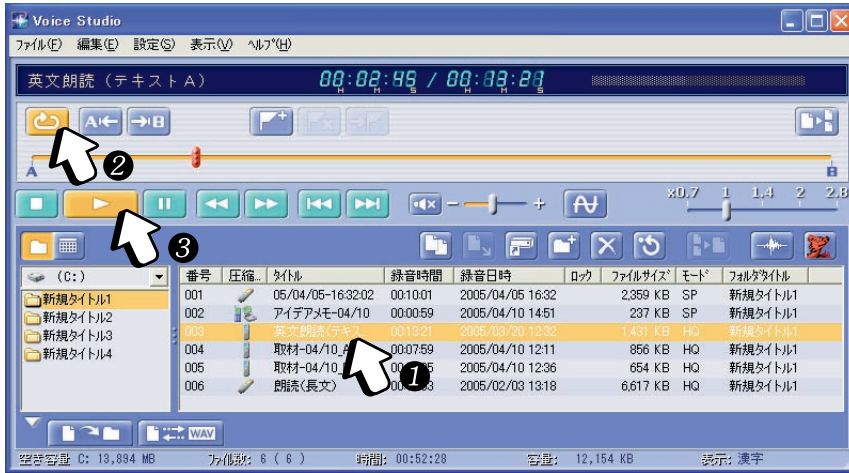 Voice Studio
ファイル(F) 編集(E) 設定(S) 表示(V) ヘルプ(H)
英文朗読(テキストA) 00:02:45 / 00:13:21
H M S H M S
A B
A B
×0.7 1 1.4 2 2.8
(C:) 番号 圧縮... タイトル 録音時間 録音日時 ロック ファイルサイズ モード フォルダタイトル
新規タイトル1 001 05/04/05-16:32:02 00:10:01 2005/04/05 16:32 2,359 KB SP 新規タイトル1
新規タイトル2 002 アイデアメモ-04/10 00:00:59 2005/04/10 14:51 237 KB SP 新規タイトル1
新規タイトル3 003 英文朗読(テキス 00:13:21 2005/03/20 12:32 1,431 KB HQ 新規タイトル1
新規タイトル4 004 取材-04/10_A 00:07:59 2005/04/10 12:11 856 KB HQ 新規タイトル1
005 取材-04/10_ 2005/04/10 12:36 654 KB HQ 新規タイトル1
006 朗読(長文) 2005/02/03 13:18 6,617 KB HQ 新規タイトル1
WAV
空き容量 C: 13,894 MB ファイル数: 6 ( 6 ) 時間: 00:52:28 容量: 12,154 KB 表示: 漢字
❷
❸
❶